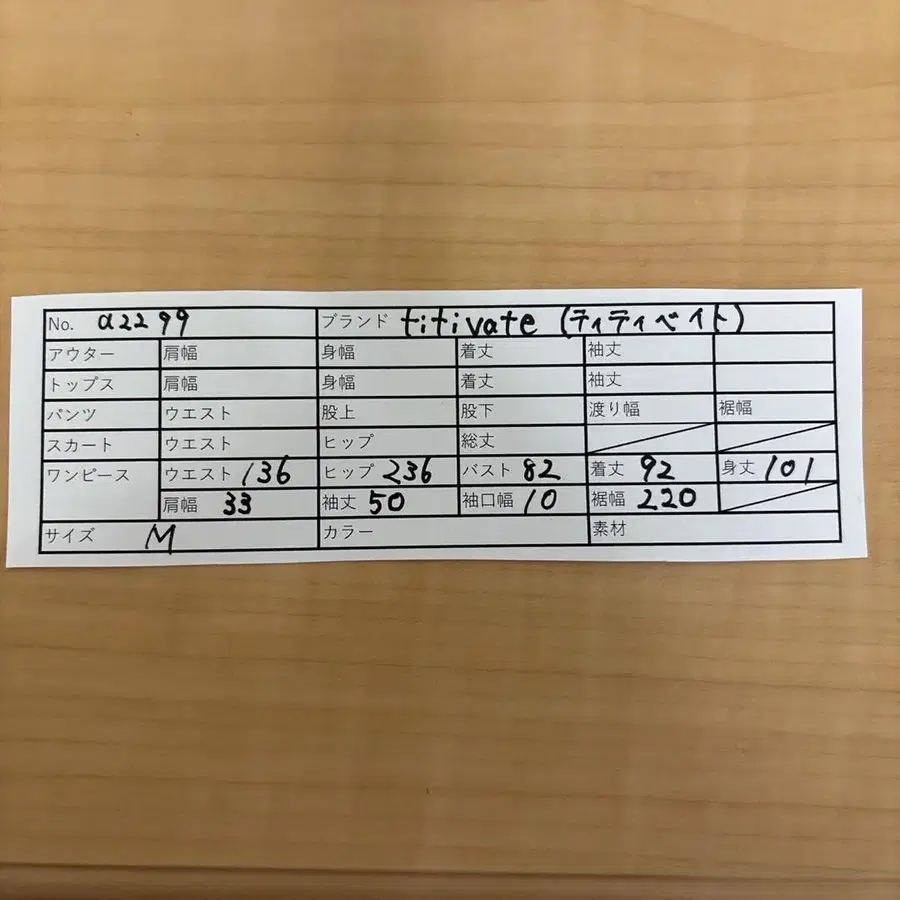 No. α2299 ブランド titivate (ティティベイト)
アウター 肩幅 身幅 着丈 袖丈
トップス 肩幅 身幅 着丈 袖丈
パンツ ウエスト 股上 股下 渡り幅 裾幅
スカート ウエスト ヒップ 総丈
ワンピース ウエスト 136 ヒップ 236 バスト 82 着丈 92 身丈 101
肩幅 33 袖丈 50 袖口幅 10 裾幅 220
サイズ M カラー 素材